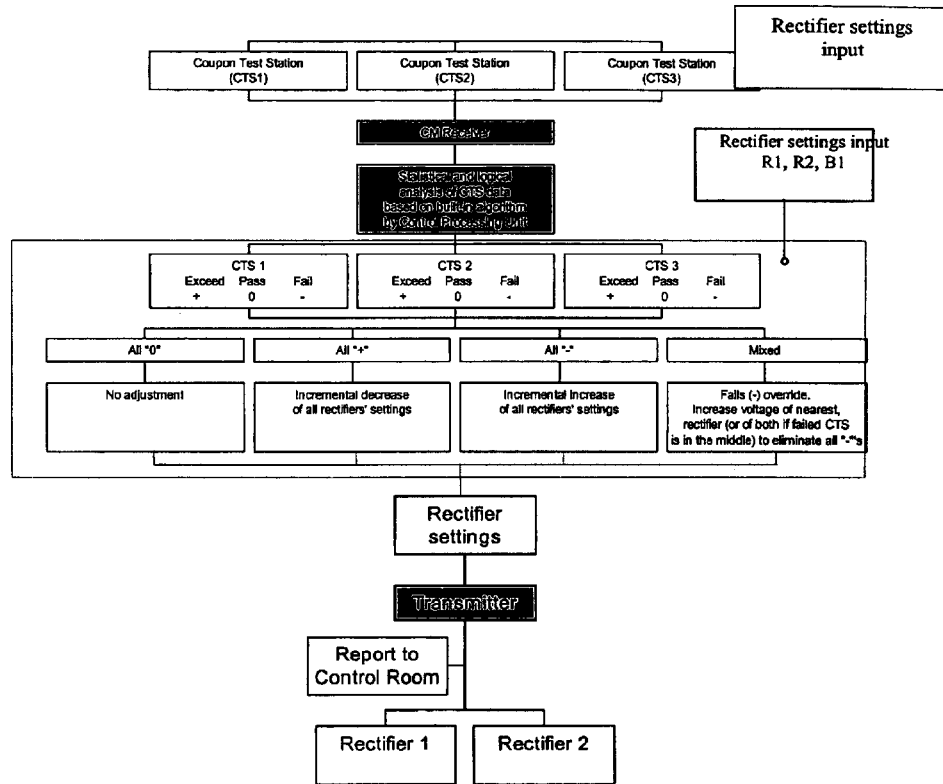 Rectifier settings
input
Coupon Test Station
(CTS1)
Coupon Test Station
(CTS2)
Coupon Test Station
(CTS3)
CM Receiver
Rectifier settings input
R1, R2, B1
Statistical and logical
analysis of CTS data
based on built-in algorithm
by Control Processing Unit
CTS 1
Exceed Pass Fail
+ 0 -
CTS 2
Exceed Pass Fail
+ 0 -
CTS 3
Exceed Pass Fail
+ 0 -
All "0"
All "+"
All "-"
Mixed
No adjustment
Incremental decrease
of all rectifiers' settings
Incremental increase
of all rectifiers' settings
Fails (-) override.
Increase voltage of nearest,
rectifier (or of both if failed CTS
is in the middle) to eliminate all "-"'s
Rectifier
settings
Transmitter
Report to
Control Room
Rectifier 1
Rectifier 2